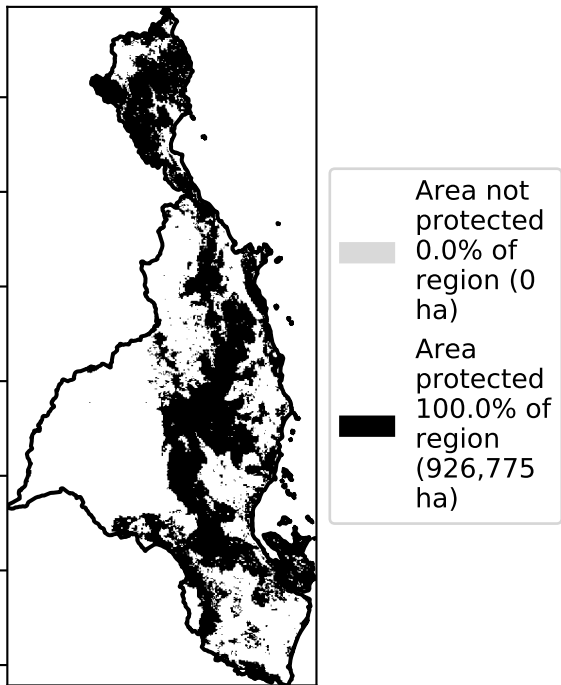 Area not
protected
0.0% of
region (0
ha)
Area
protected
100.0% of
region
(926,775
ha)